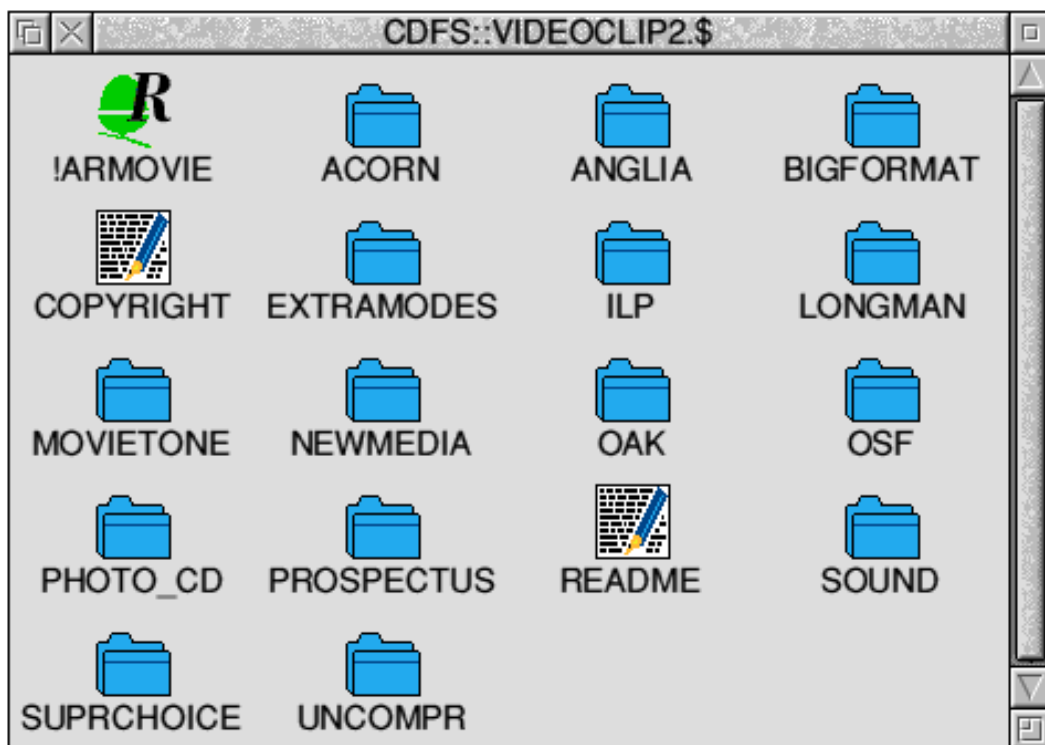 CDFS::VIDEOCLIP2.$
!ARMOVIE ACORN ANGLIA BIGFORMAT
COPYRIGHT EXTRAMODES ILP LONGMAN
MOVIETONE NEWMEDIA OAK OSF
PHOTO_CD PROSPECTUS README SOUND
SUPRCHOICE UNCOMPR